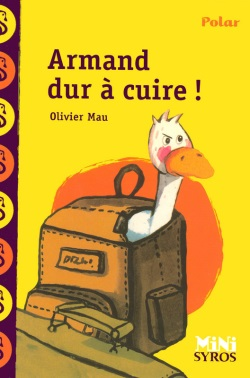 Polar
Armand
dur à cuire !
Olivier Mau
MiNi
SYROS